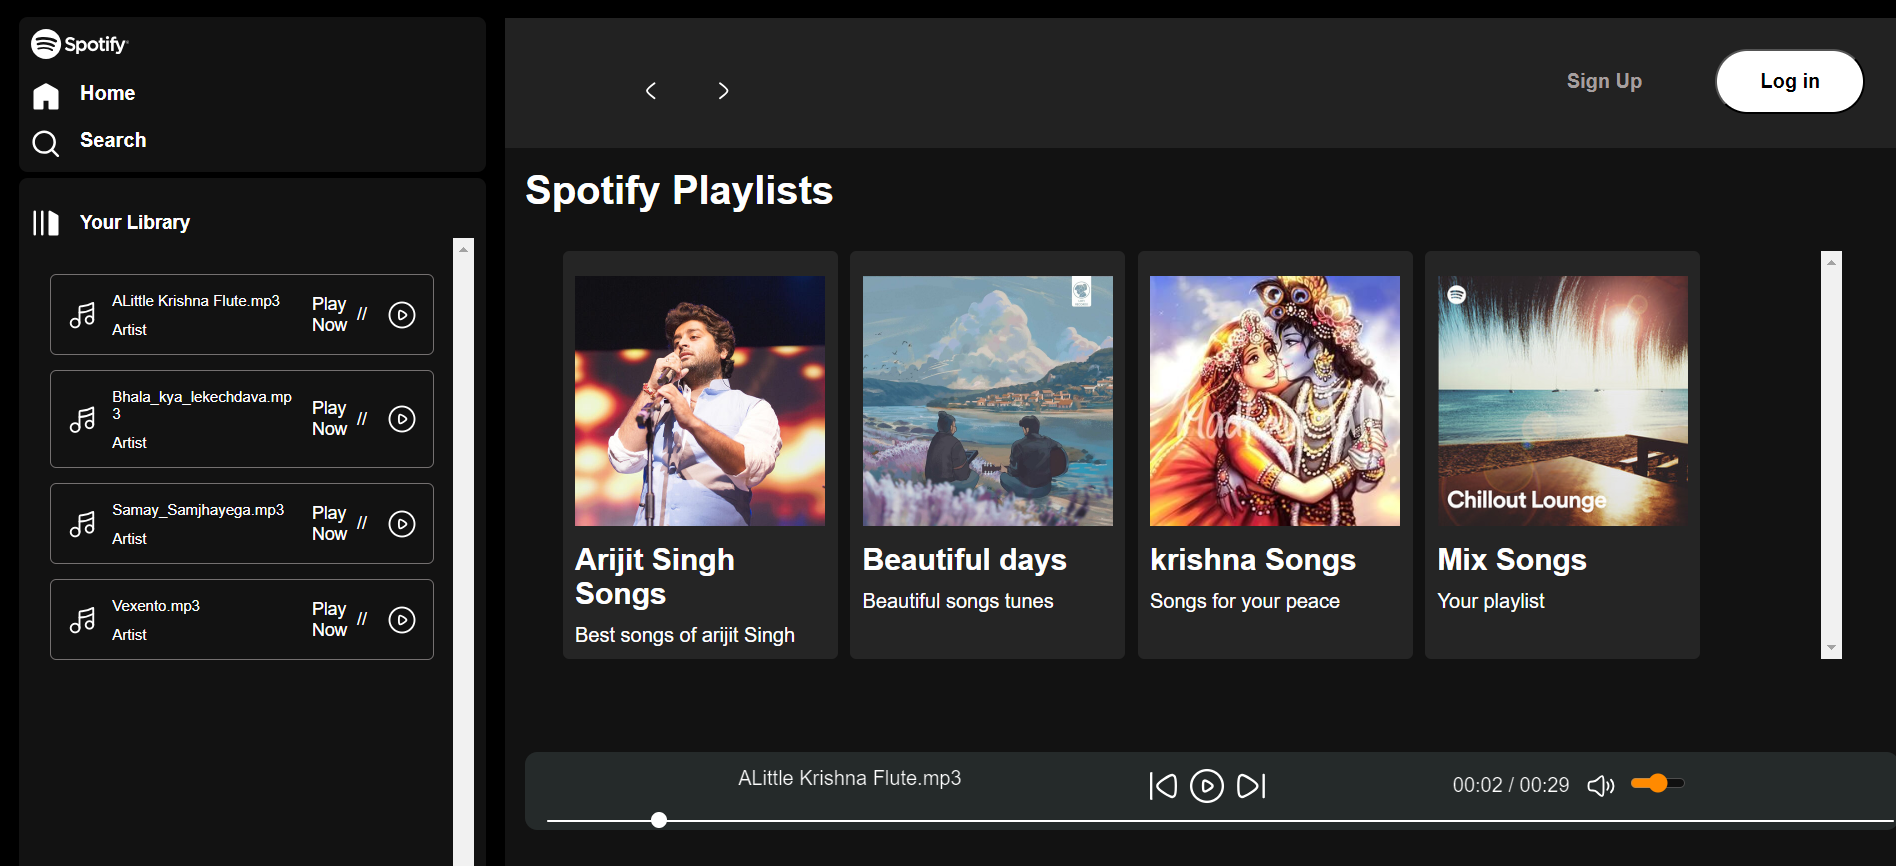 Spotify
Home
Search
Your Library
ALittle Krishna Flute.mp3
Artist
Play
Now //
Bhala_kya_lekechdava.mp
3
Artist
Play
Now //
Samay_Samjhayega.mp3
Artist
Play
Now //
Vexento.mp3
Artist
Play
Now //
Sign Up
Log in
Spotify Playlists
Arijit Singh
Songs
Best songs of arijit Singh
Beautiful days
Beautiful songs tunes
krishna Songs
Songs for your peace
Chillout Lounge
Mix Songs
Your playlist
ALittle Krishna Flute.mp3
00:02 / 00:29